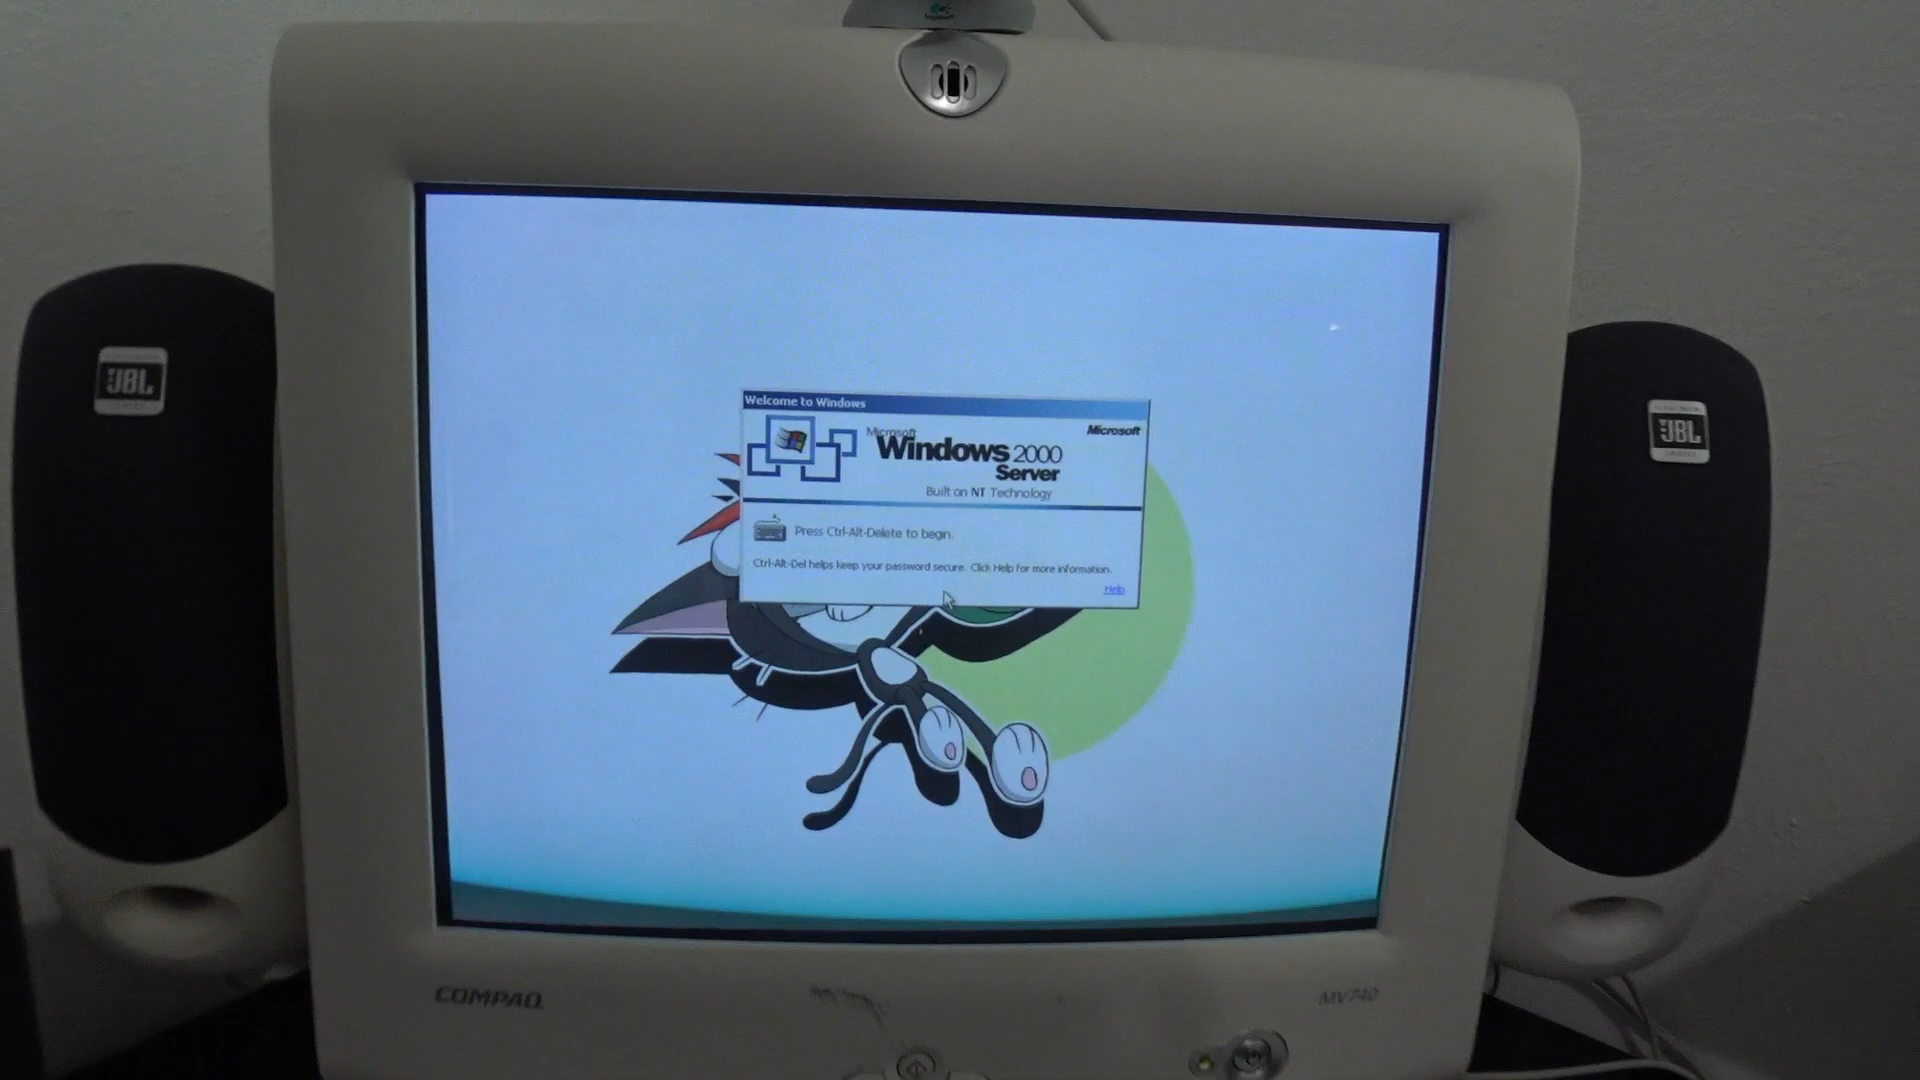 Welcome to Windows
Microsoft
Microsoft
Windows 2000
Server
Built on NT Technology
Press Ctrl-Alt-Delete to begin.
Ctrl-Alt-Del helps keep your password secure. Click Help for more information.
Help
JBL
JBL
COMPAQ
MV740